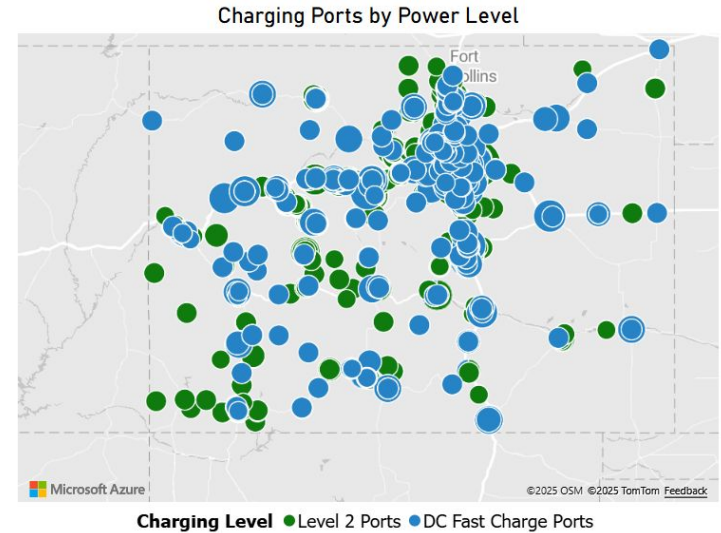 Charging Ports by Power Level
Fort
ollins
Microsoft Azure
©2025 OSM ©2025 TomTom Feedback
Charging Level Level 2 Ports DC Fast Charge Ports